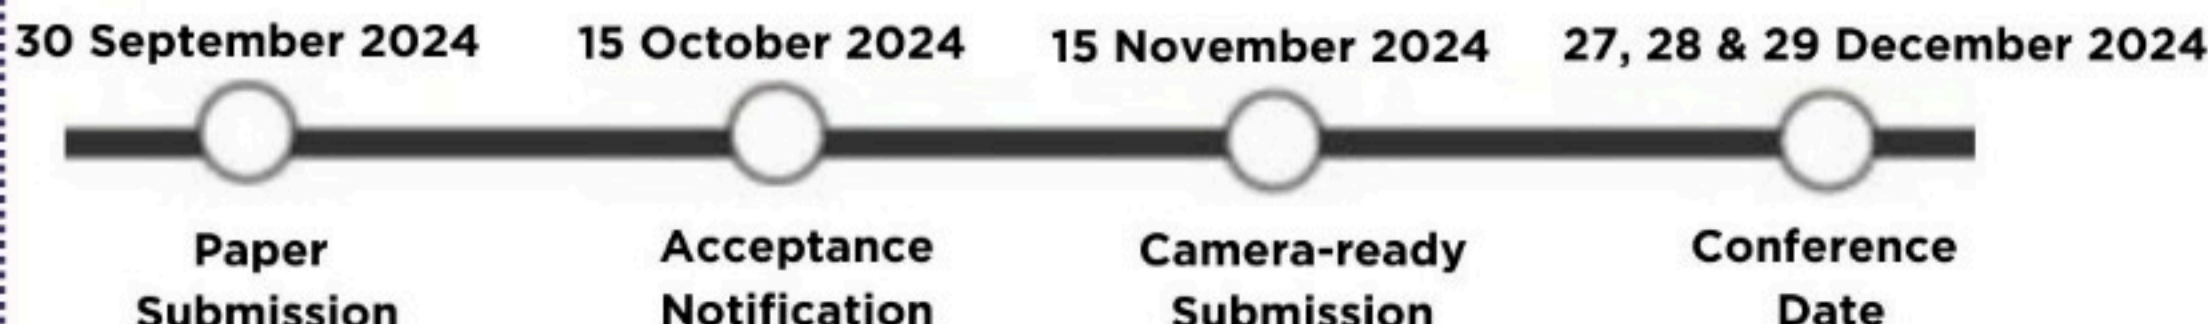 30 September 2024
15 October 2024
15 November 2024
27, 28 & 29 December 2024
Paper
Submission
Acceptance
Notification
Camera-ready
Submission
Conference
Date